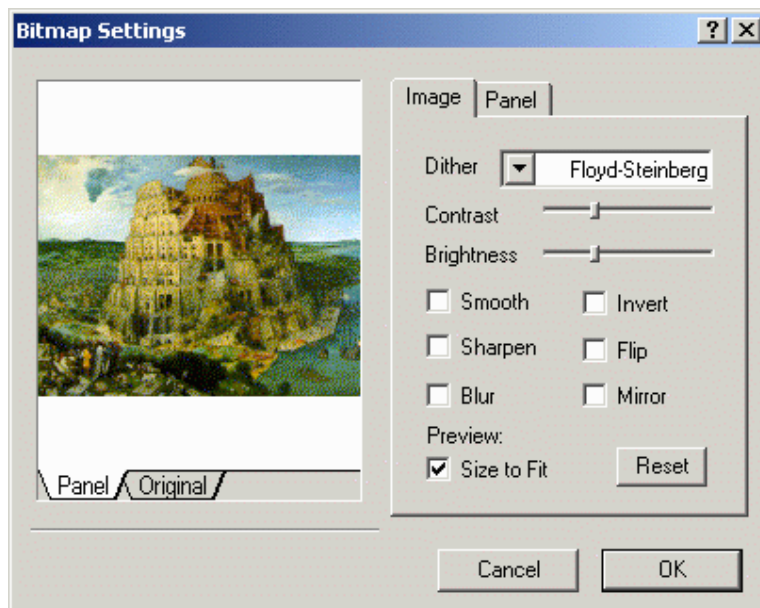 Bitmap Settings
Image Panel
Dither Floyd-Steinberg
Contrast
Brightness
Smooth Invert
Sharpen Flip
Blur Mirror
Preview:
Size to Fit Reset
Panel Original
Cancel OK